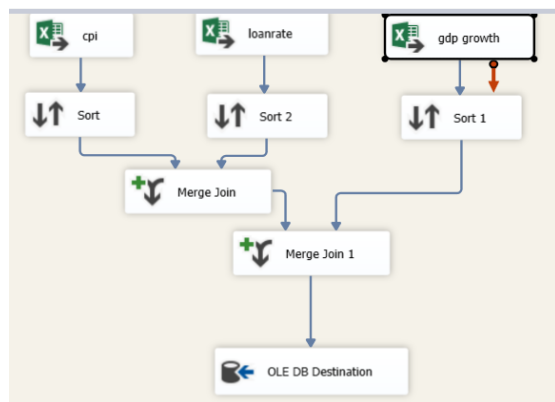 cpi
loanrate
gdp growth
Sort
Sort 2
Sort 1
Merge Join
Merge Join 1
OLE DB Destination